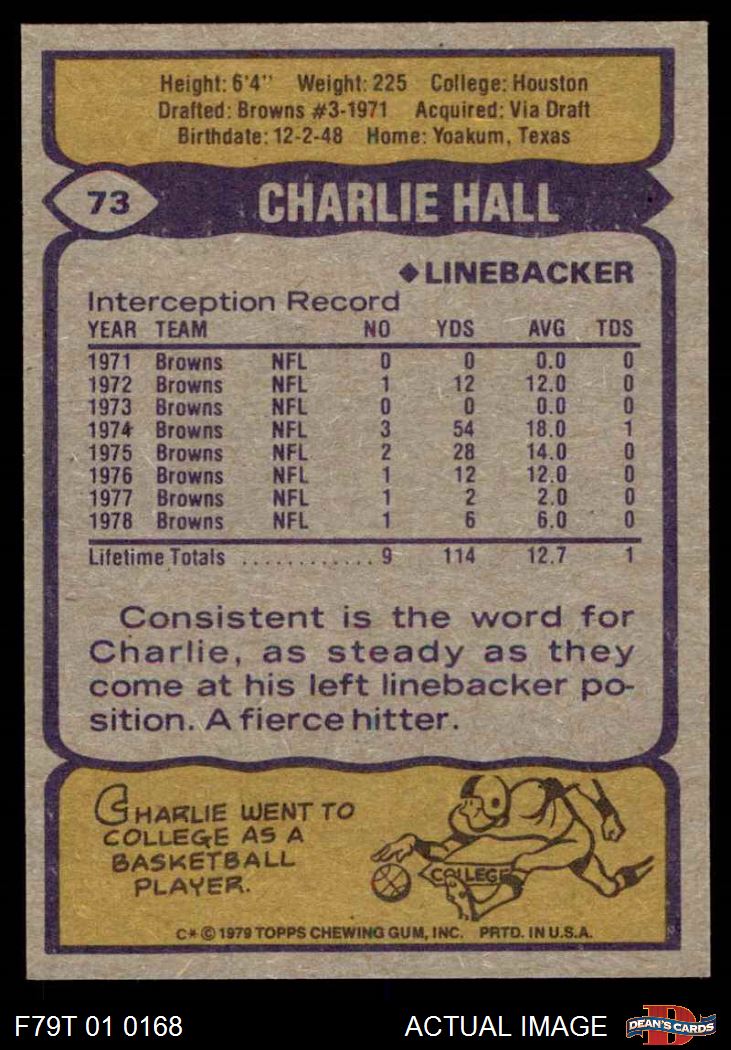 Height: 6'4" Weight: 225 College: Houston
Drafted: Browns #3-1971 Acquired: Via Draft
Birthdate: 12-2-48 Home: Yoakum, Texas
73 CHARLIE HALL
◆LINEBACKER
Interception Record
YEAR TEAM NO YDS AVG TDS
1971 Browns NFL 0 0 0.0 0
1972 Browns NFL 1 12 12.0 0
1973 Browns NFL 0 0 0.0 0
1974 Browns NFL 3 54 18.0 1
1975 Browns NFL 2 28 14.0 0
1976 Browns NFL 1 12 12.0 0
1977 Browns NFL 1 2 2.0 0
1978 Browns NFL 1 6 6.0 0
Lifetime Totals ............ 9 114 12.7 1
Consistent is the word for
Charlie, as steady as they
come at his left linebacker po-
sition. A fierce hitter.
CHARLIE WENT TO
COLLEGE AS A
BASKETBALL
PLAYER.
COLLEGE
C* © 1979 TOPPS CHEWING GUM, INC. PRTD. IN U.S.A.
F79T 01 0168 ACTUAL IMAGE D DEAN'S CARDS